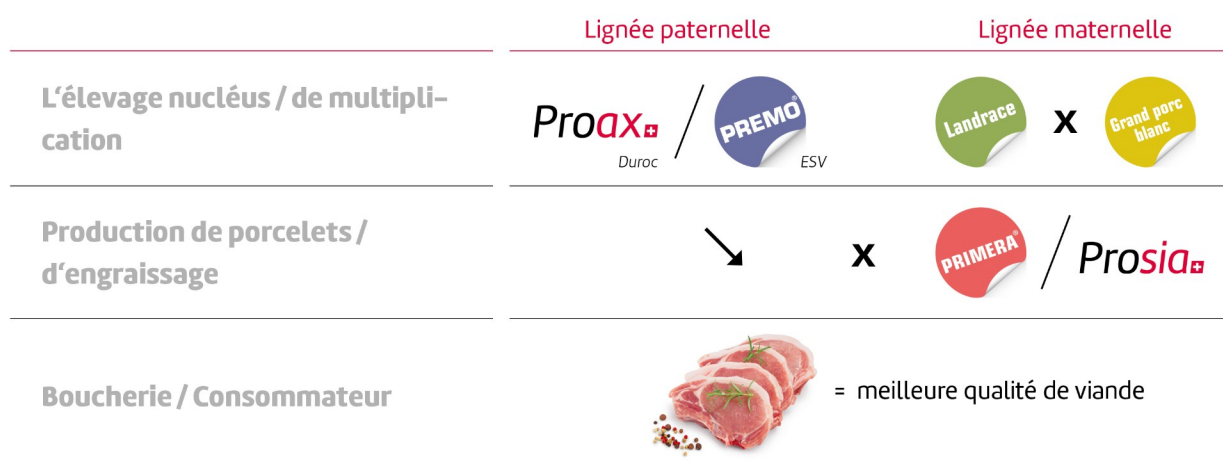 Lignée paternelle
Lignée maternelle
L'élevage nucléus / de multipli-
cation
Proax
Duroc
PREMO®
ESV
Landrace
x
Grand porc
blanc
Production de porcelets /
d'engraissage
x
PRIMERA®
Prosia
Boucherie / Consommateur
= meilleure qualité de viande